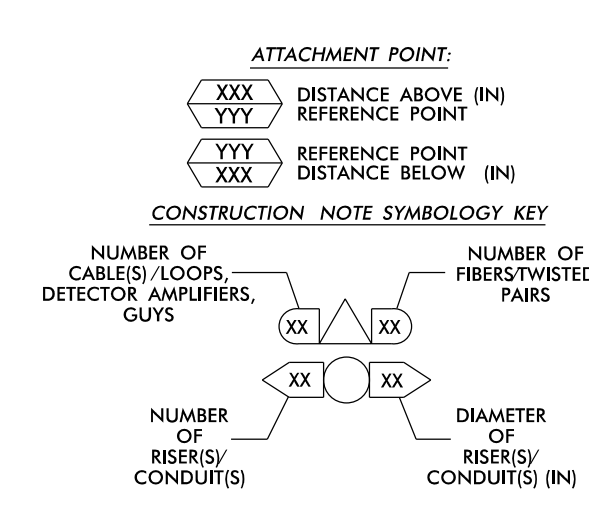 ATTACHMENT POINT:
XXX
YYY
DISTANCE ABOVE (IN)
REFERENCE POINT
YYY
XXX
REFERENCE POINT
DISTANCE BELOW (IN)
CONSTRUCTION NOTE SYMBOLOGY KEY
NUMBER OF
CABLE(S)/LOOPS,
DETECTOR AMPLIFIERS,
GUYS
NUMBER OF
FIBERS/TWISTED
PAIRS
XX
XX
XX
XX
NUMBER
OF
RISER(S)/
CONDUIT(S)
DIAMETER
OF
RISER(S)/
CONDUIT(S) (IN)